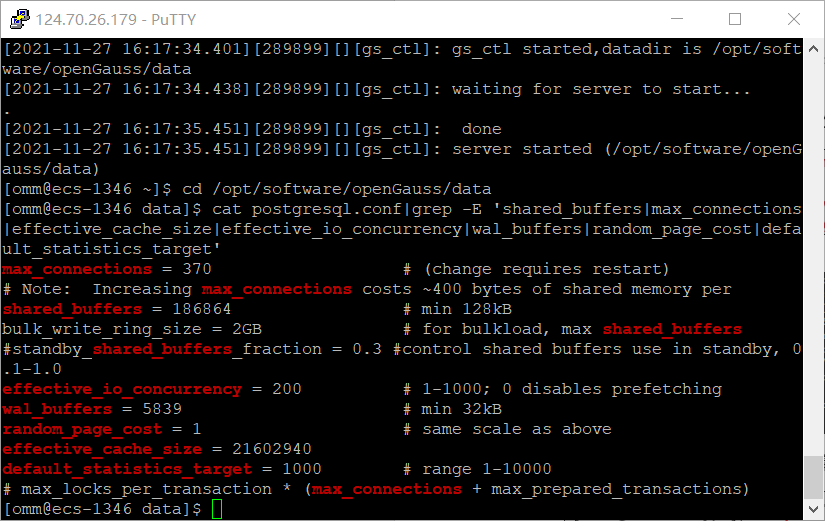 124.70.26.179 - PuTTY
[2021-11-27 16:17:34.401][289899][][gs_ctl]: gs_ctl started,datadir is /opt/soft
ware/openGauss/data
[2021-11-27 16:17:34.438][289899][][gs_ctl]: waiting for server to start...
.
[2021-11-27 16:17:35.451][289899][][gs_ctl]:  done
[2021-11-27 16:17:35.451][289899][][gs_ctl]: server started (/opt/software/openG
auss/data)
[omm@ecs-1346 ~]$ cd /opt/software/openGauss/data
[omm@ecs-1346 data]$ cat postgresql.conf|grep -E 'shared_buffers|max_connections
|effective_cache_size|effective_io_concurrency|wal_buffers|random_page_cost|defa
ult_statistics_target'
max_connections = 370                   # (change requires restart)
# Note:  Increasing max_connections costs ~400 bytes of shared memory per
shared_buffers = 186864                 # min 128kB
bulk_write_ring_size = 2GB              # for bulkload, max shared_buffers
#standby_shared_buffers_fraction = 0.3 #control shared buffers use in standby, 0
.1-1.0
effective_io_concurrency = 200          # 1-1000; 0 disables prefetching
wal_buffers = 5839                      # min 32kB
random_page_cost = 1                    # same scale as above
effective_cache_size = 21602940
default_statistics_target = 1000        # range 1-10000
# max_locks_per_transaction * (max_connections + max_prepared_transactions)
[omm@ecs-1346 data]$